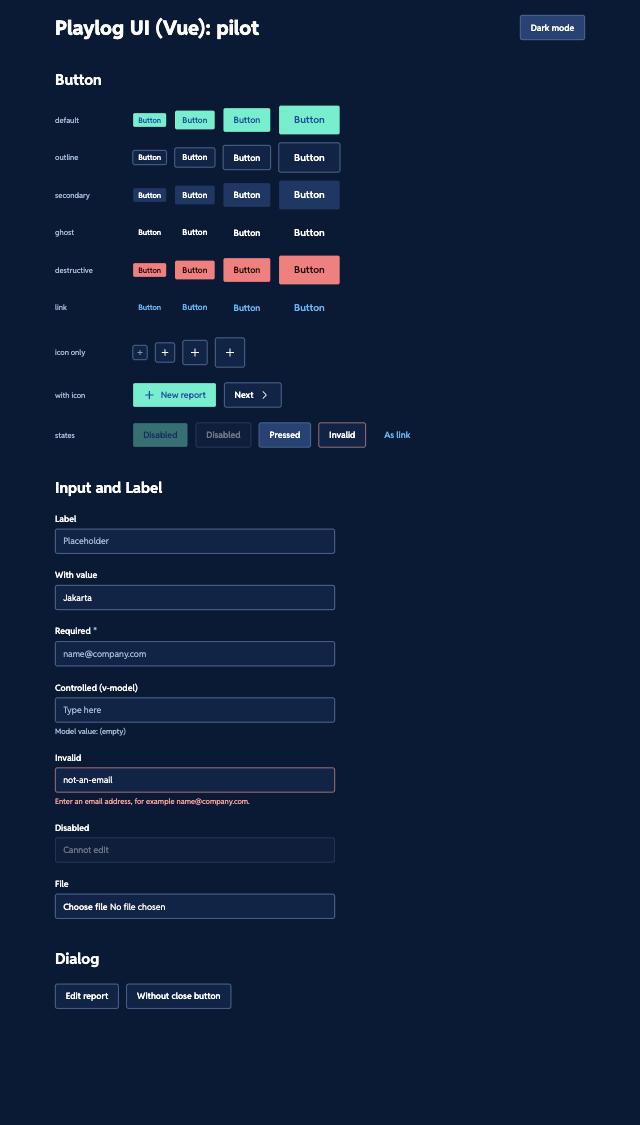 Playlog UI (Vue): pilot
Dark mode
Button
default Button Button Button Button
outline Button Button Button Button
secondary Button Button Button Button
ghost Button Button Button Button
destructive Button Button Button Button
link Button Button Button Button
icon only + + + +
with icon + New report Next >
states Disabled Disabled Pressed Invalid As link
Input and Label
Label
Placeholder
With value
Jakarta
Required *
name@company.com
Controlled (v-model)
Type here
Model value: (empty)
Invalid
not-an-email
Enter an email address, for example name@company.com.
Disabled
Cannot edit
File
Choose file No file chosen
Dialog
Edit report Without close button